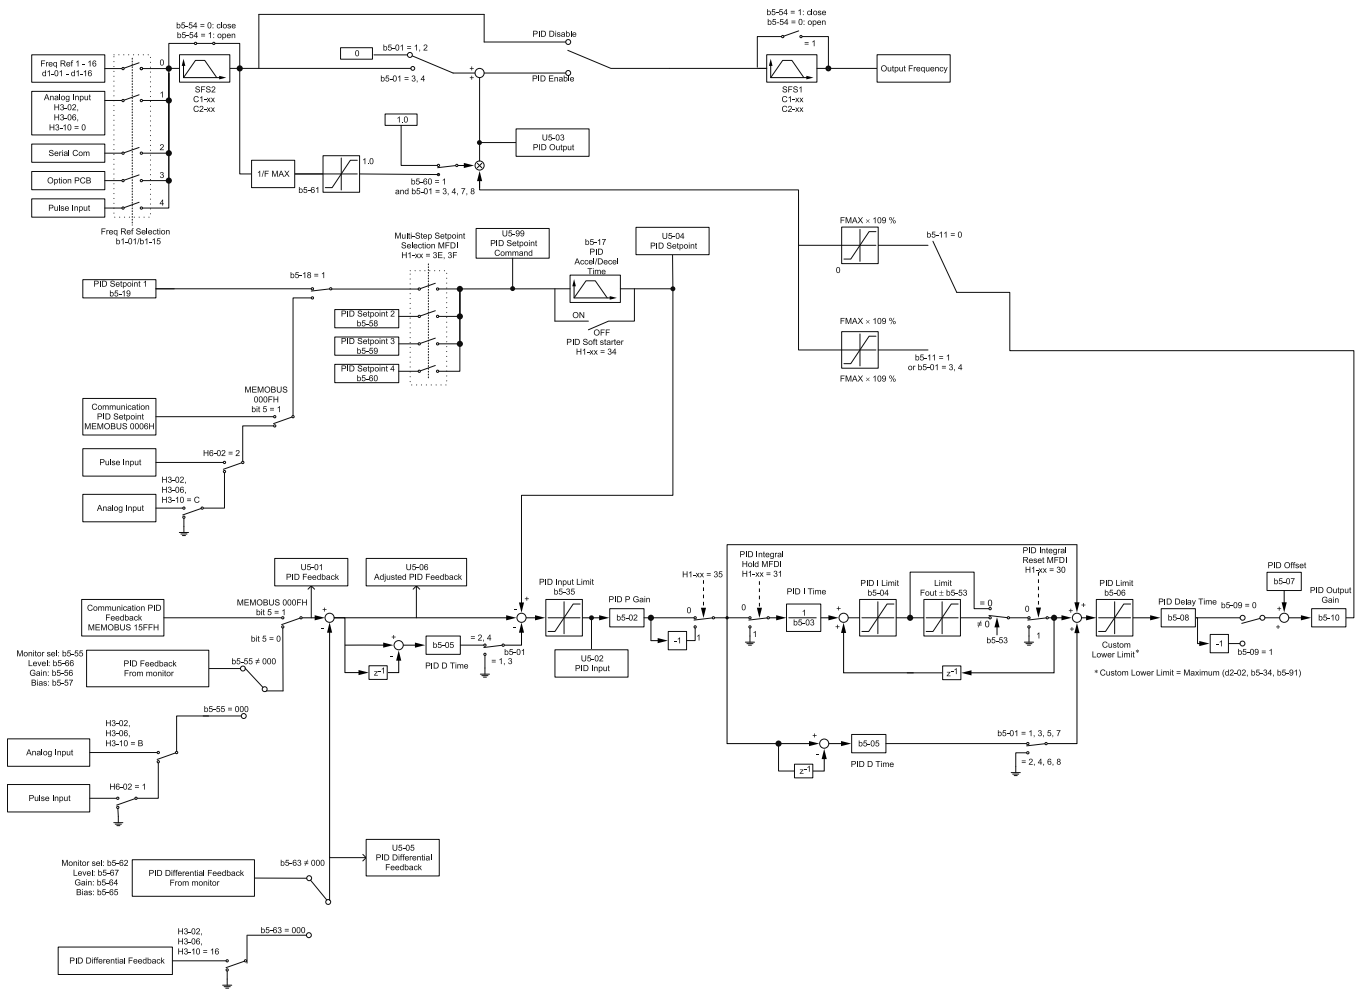 b5-54 = 0: close
b5-54 = 1: open
Freq Ref 1 - 16
d1-01 - d1-16
0
SFS2
C1-xx
C2-xx
Analog Input
H3-02,
H3-06,
H3-10 = 0
1
Serial Com
2
Option PCB
3
Pulse Input
4
Freq Ref Selection
b1-01/b1-15
0
b5-01 = 1, 2
b5-01 = 3, 4
+
+
PID Disable
PID Enable
b5-54 = 1: close
b5-54 = 0: open
= 1
SFS1
C1-xx
C2-xx
Output Frequency
1.0
U5-03
PID Output
1/F MAX
b5-61
1.0
b5-60 = 1
and b5-01 = 3, 4, 7, 8
FMAX × 109 %
0
b5-11 = 0
FMAX × 109 %
FMAX × 109 %
b5-11 = 1
or b5-01 = 3, 4
Multi-Step Setpoint
Selection MFDI
H1-xx = 3E, 3F
U5-99
PID Setpoint
Command
b5-17
PID
Accel/Decel
Time
U5-04
PID Setpoint
PID Setpoint 1
b5-19
b5-18 = 1
PID Setpoint 2
b5-58
PID Setpoint 3
b5-59
PID Setpoint 4
b5-60
ON
OFF
PID Soft starter
H1-xx = 34
MEMOBUS
000FH
bit 5 = 1
Communication
PID Setpoint
MEMOBUS 0006H
Pulse Input
H6-02 = 2
Analog Input
H3-02,
H3-06,
H3-10 = C
U5-01
PID Feedback
U5-06
Adjusted PID Feedback
Communication PID
Feedback
MEMOBUS 15FFH
MEMOBUS 000FH
bit 5 = 1
bit 5 = 0
+
-
Monitor sel: b5-55
Level: b5-66
Gain: b5-56
Bias: b5-57
PID Feedback
From monitor
b5-55 ≠ 000
b5-55 = 000
Analog Input
H3-02,
H3-06,
H3-10 = B
Pulse Input
H6-02 = 1
+
-
z-1
b5-05
PID D Time
= 2, 4
= 1, 3
b5-01
+
-
-
PID Input Limit
b5-35
U5-02
PID Input
PID P Gain
b5-02
-1
H1-xx = 35
0
1
PID Integral
Hold MFDI
H1-xx = 31
0
1
PID I Time
1
b5-03
+
+
PID I Limit
b5-04
Limit
Fout ± b5-53
= 0
≠ 0
b5-53
z-1
PID Integral
Reset MFDI
H1-xx = 30
0
1
+
+
+
PID Limit
b5-06
Custom
Lower Limit*
PID Delay Time
b5-08
b5-09 = 0
-1
b5-09 = 1
PID Offset
b5-07
+
+
PID Output
Gain
b5-10
* Custom Lower Limit = Maximum (d2-02, b5-34, b5-91)
+
-
z-1
b5-05
PID D Time
b5-01 = 1, 3, 5, 7
= 2, 4, 6, 8
Monitor sel: b5-62
Level: b5-67
Gain: b5-64
Bias: b5-65
PID Differential Feedback
From monitor
b5-63 ≠ 000
U5-05
PID Differential
Feedback
PID Differential Feedback
H3-02,
H3-06,
H3-10 = 16
b5-63 = 000